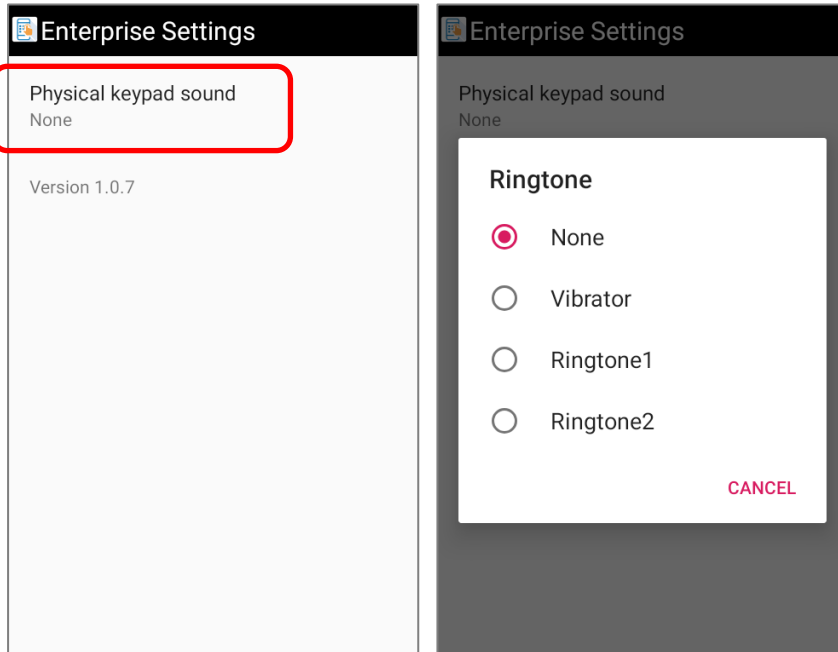 Enterprise Settings
Physical keypad sound
None
Version 1.0.7
Enterprise Settings
Physical keypad sound
None
Ringtone
None
Vibrator
Ringtone1
Ringtone2
CANCEL